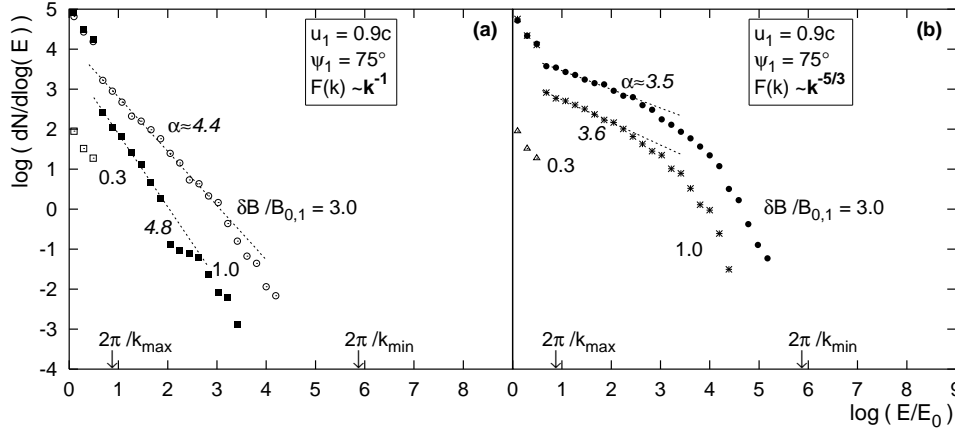 5
4
3
2
1
0
-1
-2
-3
-4
log ( dN/dlog( E ) )
(a)
u₁ = 0.9c
ψ₁ = 75°
F(k) ~k⁻¹
α≈4.4
0.3
4.8
δB /B₀,₁ = 3.0
1.0
2π /kmax
2π /kmin
0 1 2 3 4 5 6 7 8
(b)
u₁ = 0.9c
ψ₁ = 75°
F(k) ~k⁻⁵/³
α≈3.5
3.6
0.3
δB /B₀,₁ = 3.0
1.0
2π /kmax
2π /kmin
0 1 2 3 4 5 6 7 8 9
log ( E/E₀ )